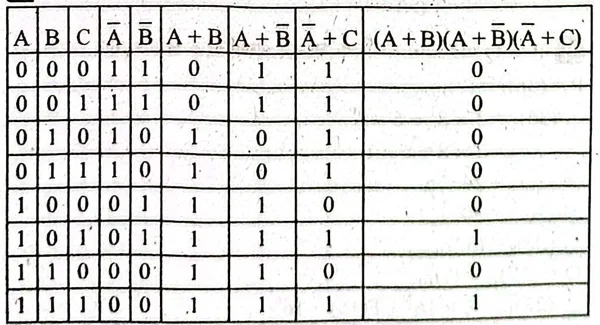 A B C A̅ B̅ A + B A + B̅ A̅ + C (A + B)(A + B̅)(A̅ + C)
0 0 0 1 1 0 1 1 0
0 0 1 1 1 0 1 1 0
0 1 0 1 0 1 0 1 0
0 1 1 1 0 1 0 1 0
1 0 0 0 1 1 1 0 0
1 0 1 0 1 1 1 1 1
1 1 0 0 0 1 1 0 0
1 1 1 0 0 1 1 1 1